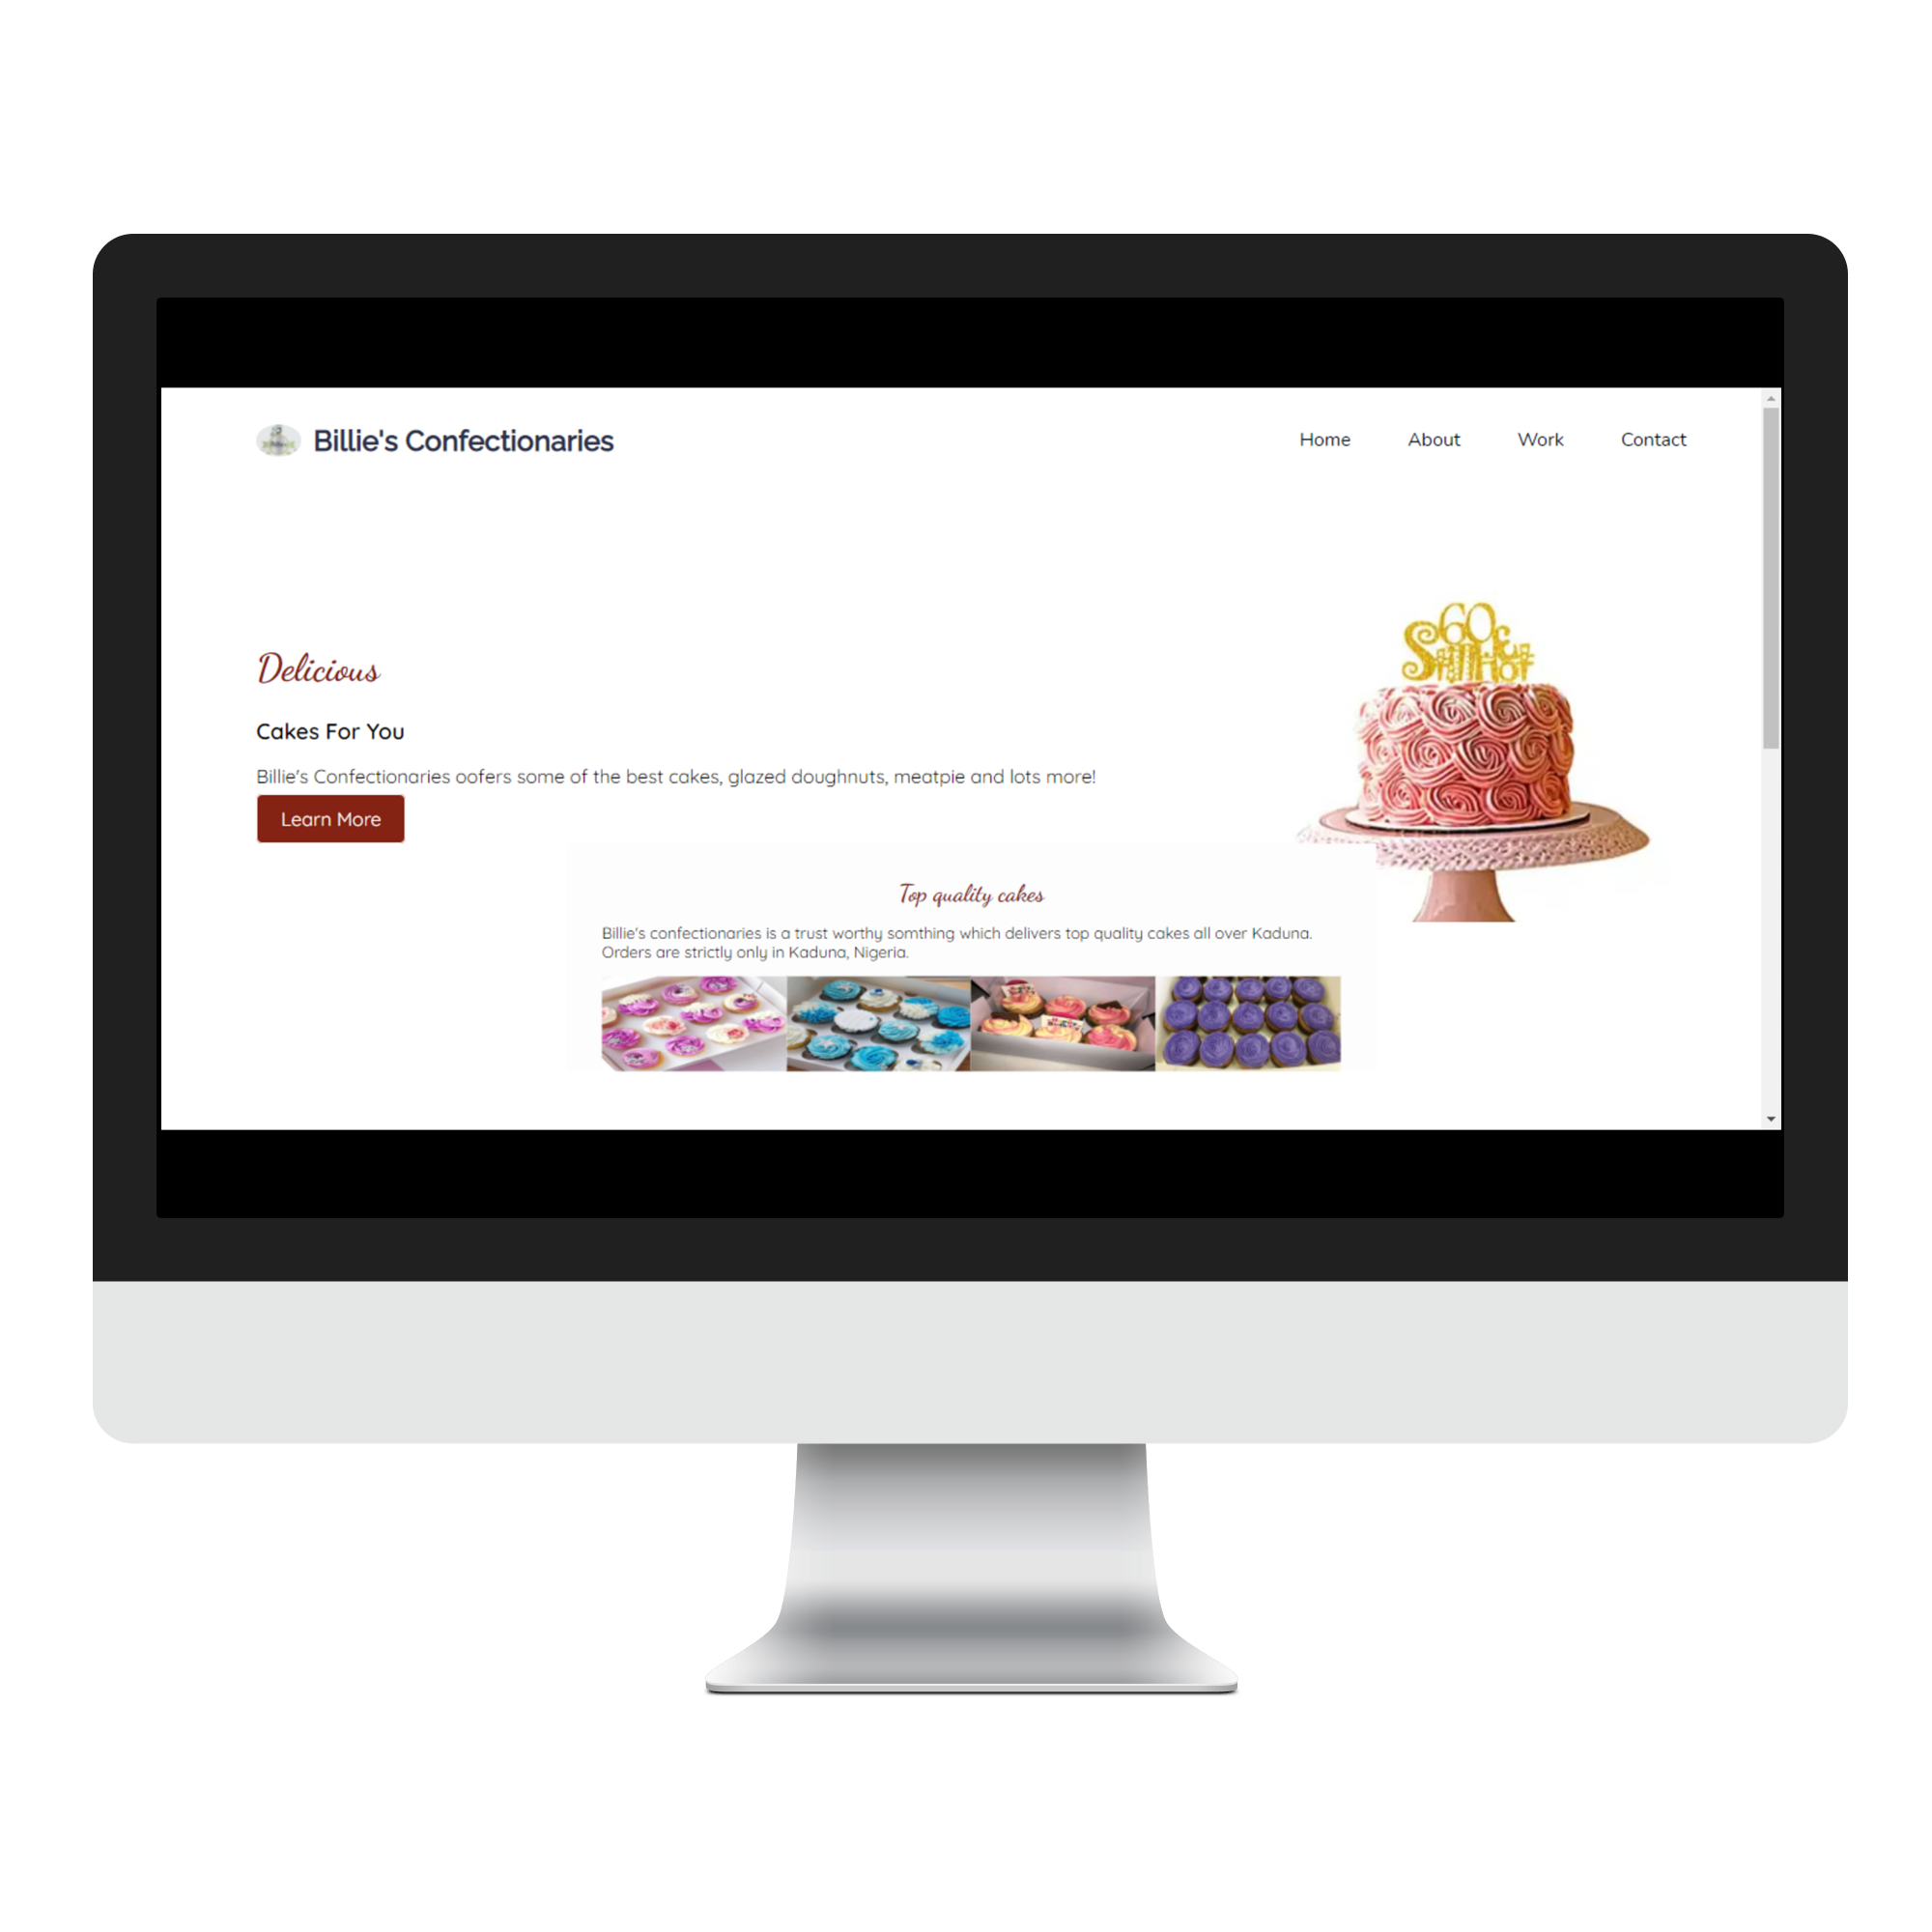 Billie's Confectionaries
Home About Work Contact
60 &
Still Hot
Delicious
Cakes For You
Billie's Confectionaries oofers some of the best cakes, glazed doughnuts, meatpie and lots more!
Learn More
Top quality cakes
Billie's confectionaries is a trust worthy somthing which delivers top quality cakes all over Kaduna.
Orders are strictly only in Kaduna, Nigeria.